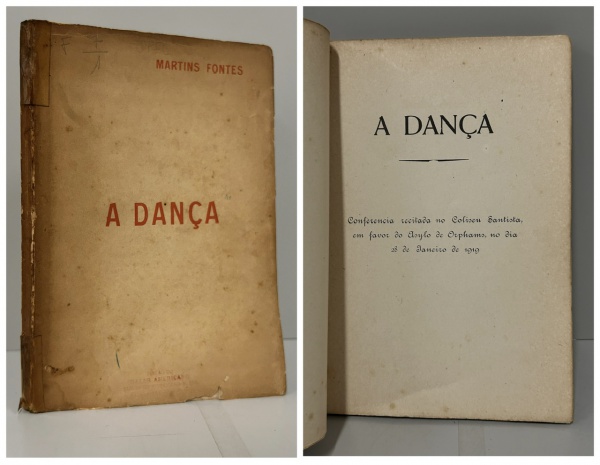 MARTINS FONTES
A DANÇA
A DANÇA
Conferencia recitada no Coliseu Santista,
em favor do Asylo de Orphams, no dia
de Janeiro de 1919